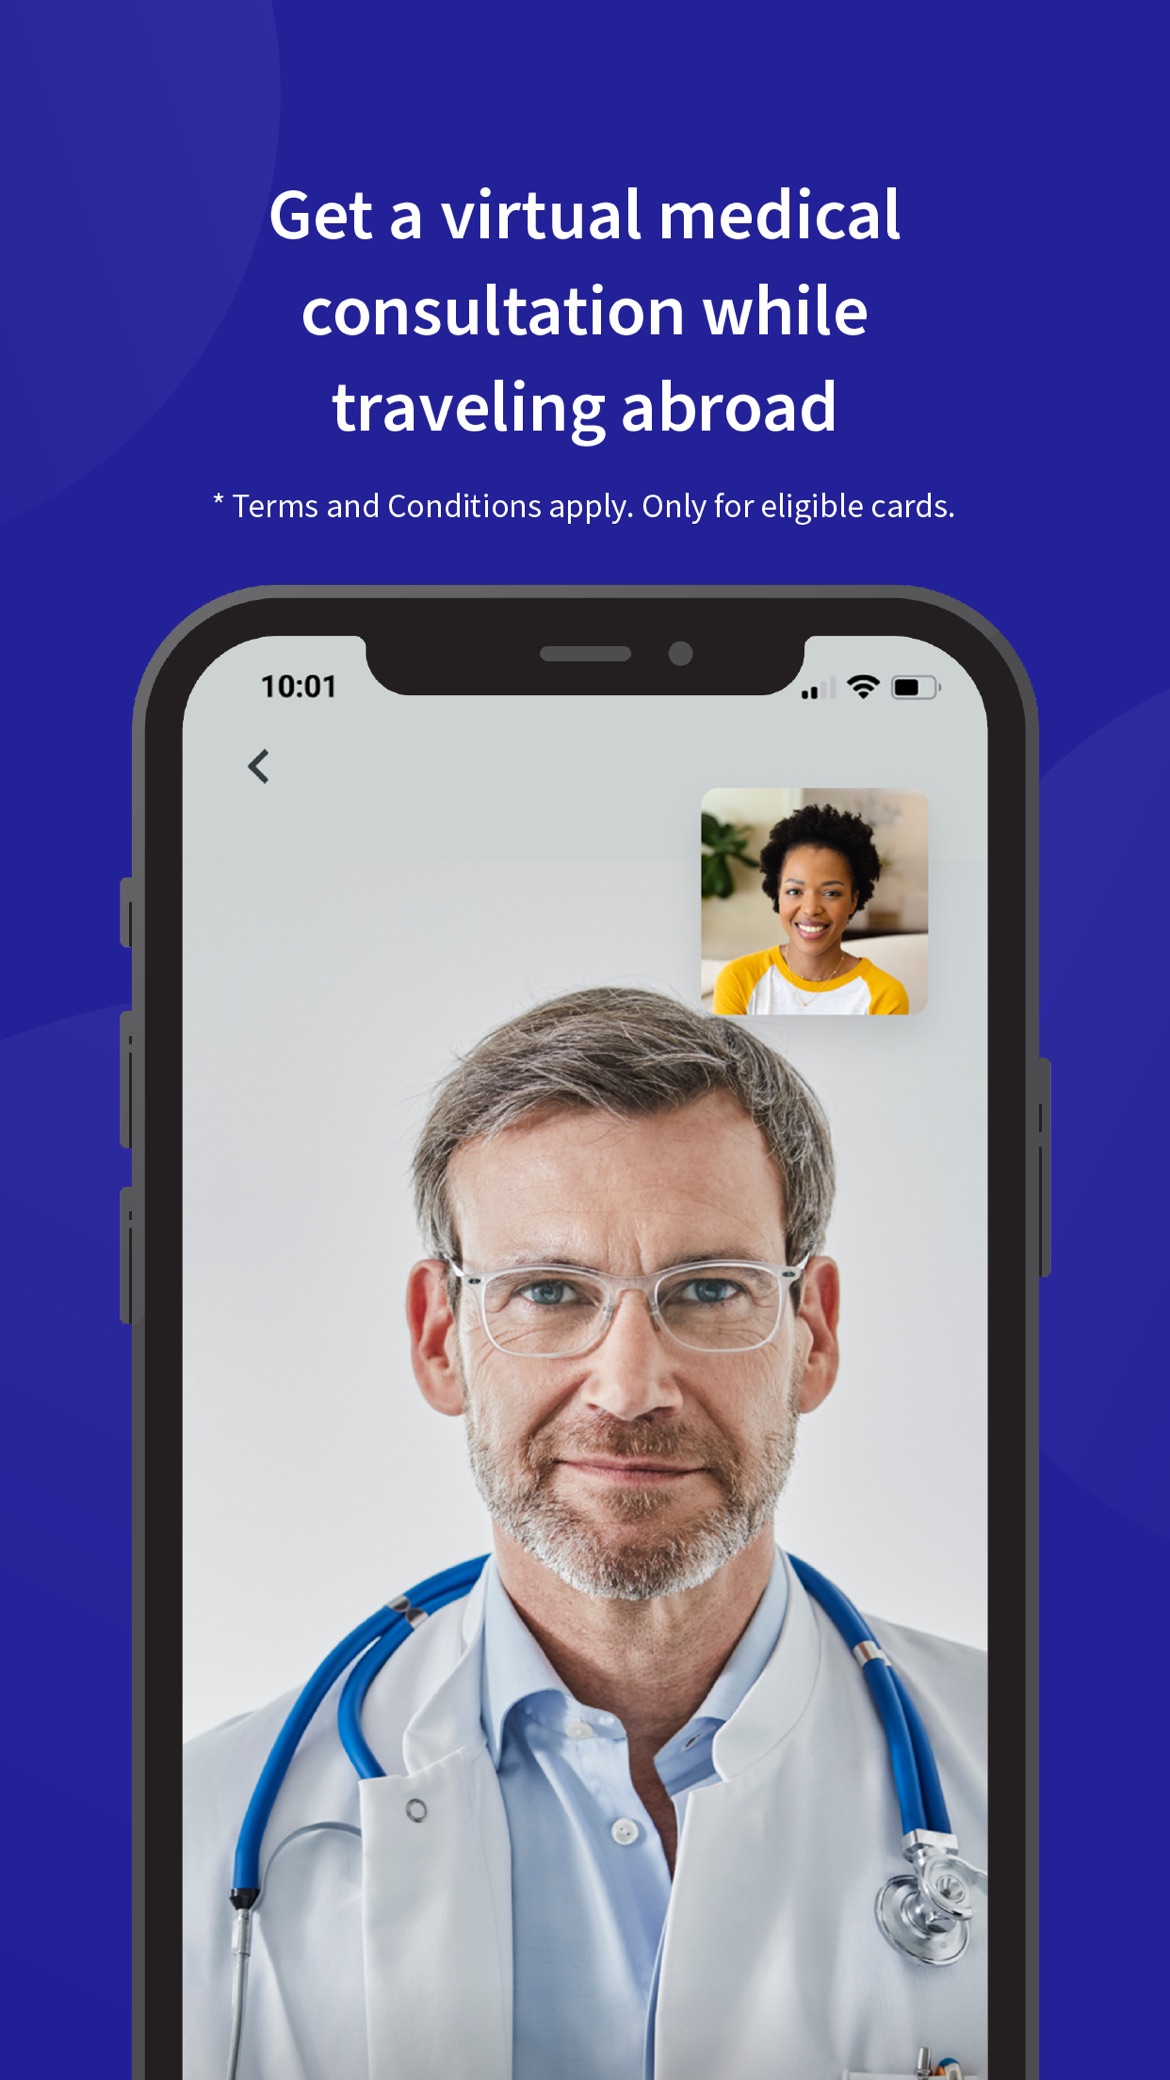 Get a virtual medical
consultation while
traveling abroad
* Terms and Conditions apply. Only for eligible cards.
10:01